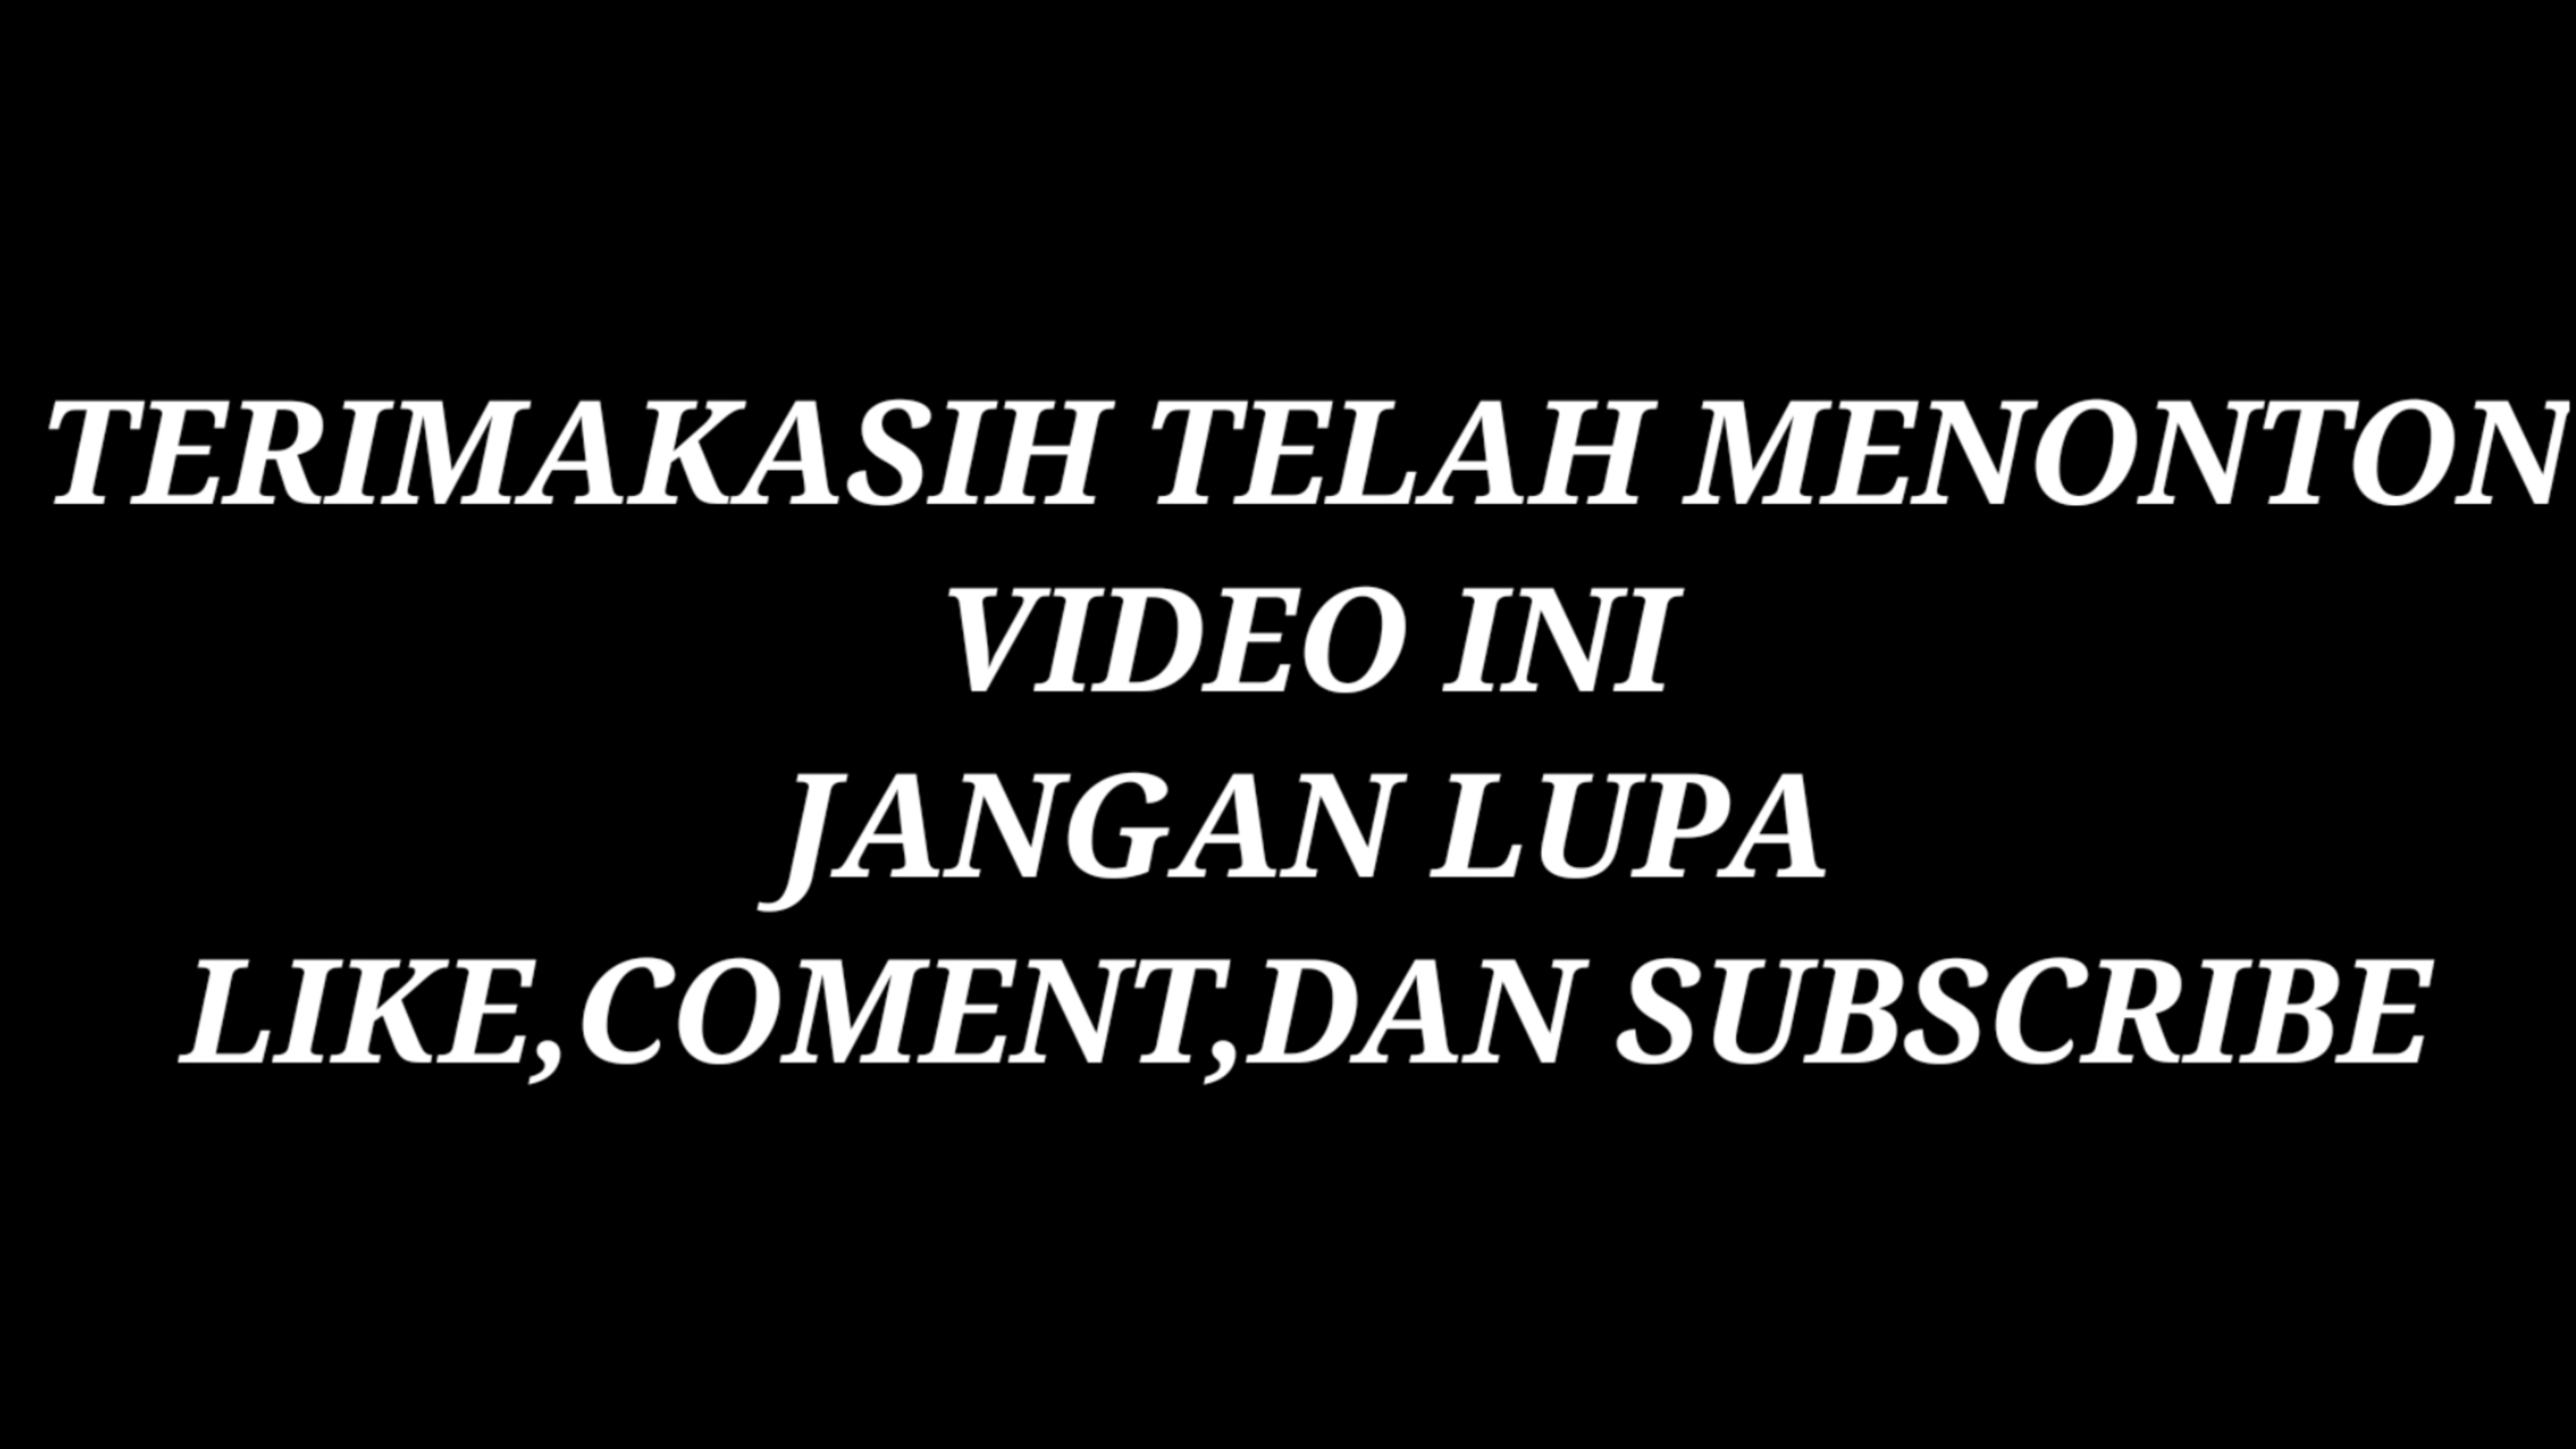 TERIMAKASIH TELAH MENONTON
VIDEO INI
JANGAN LUPA
LIKE,COMENT,DAN SUBSCRIBE